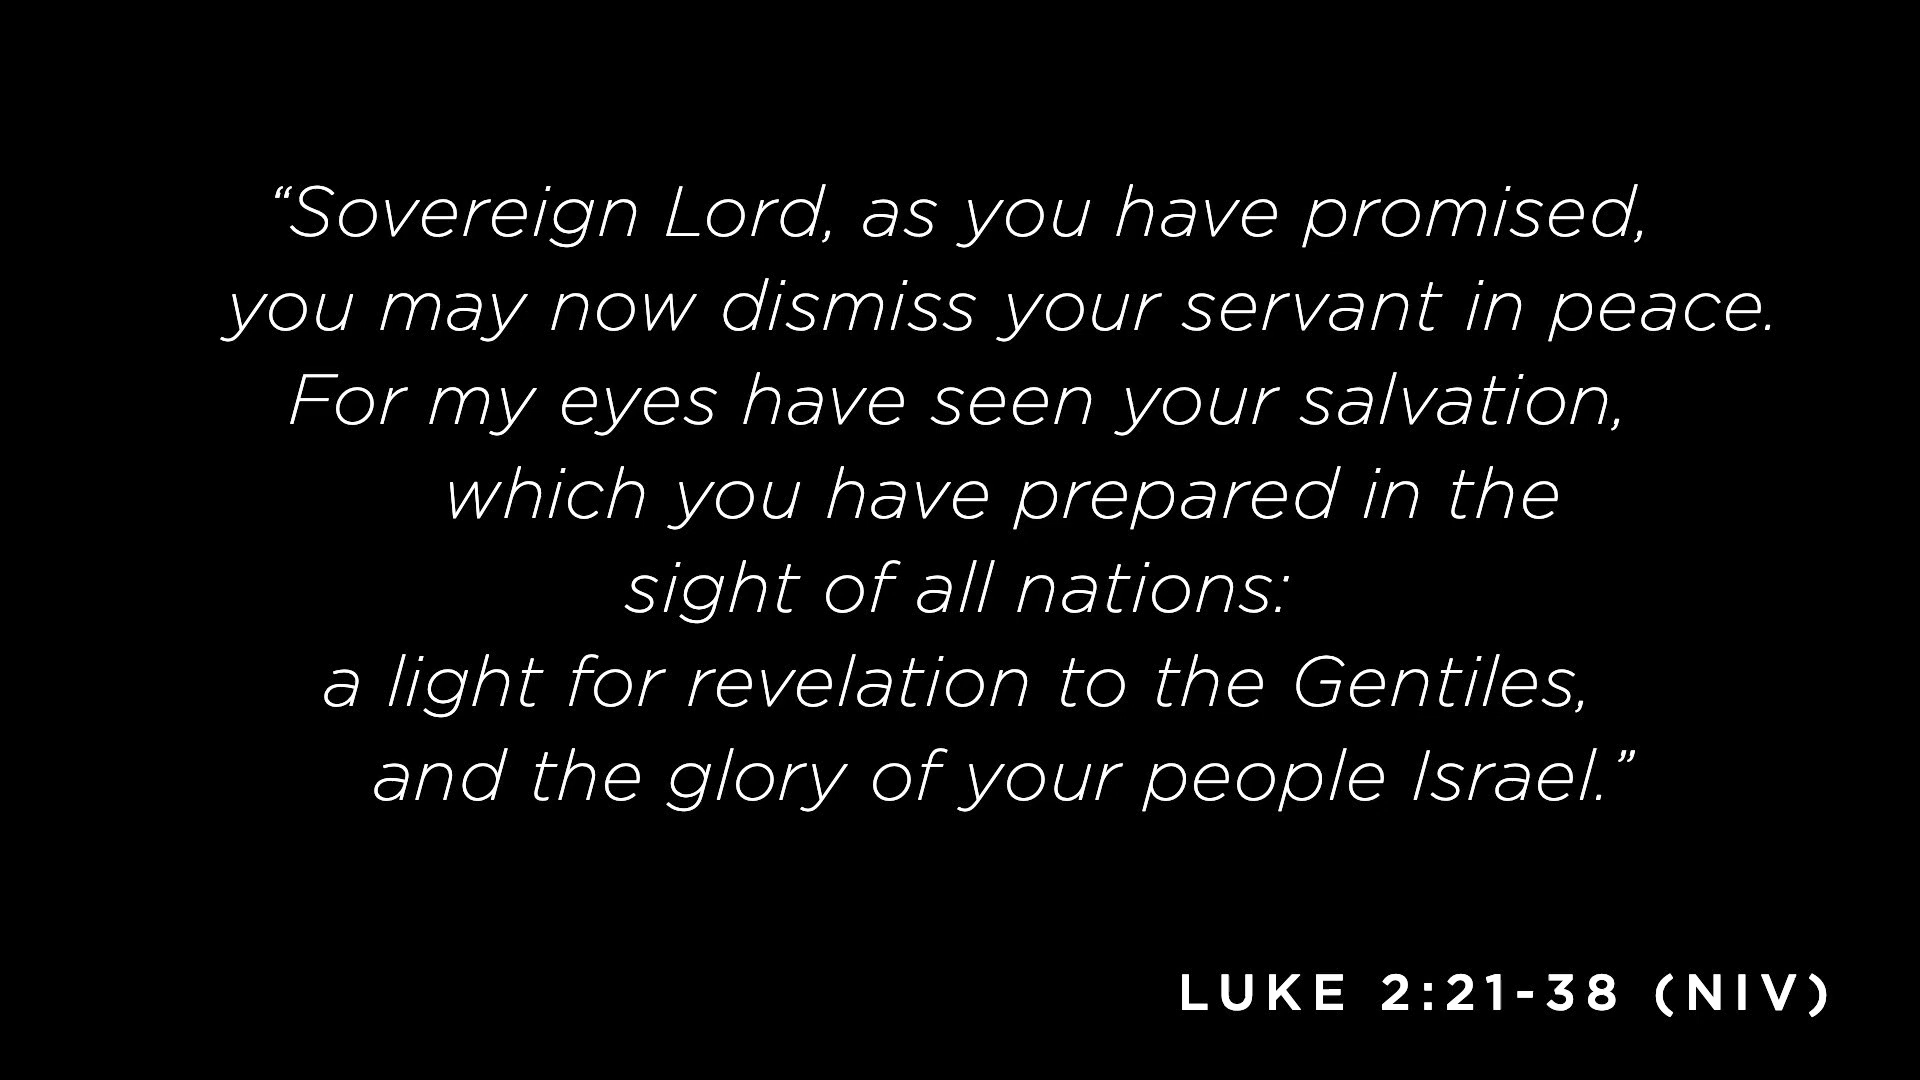 “Sovereign Lord, as you have promised,
you may now dismiss your servant in peace.
For my eyes have seen your salvation,
which you have prepared in the
sight of all nations:
a light for revelation to the Gentiles,
and the glory of your people Israel.”
LUKE 2:21-38 (NIV)